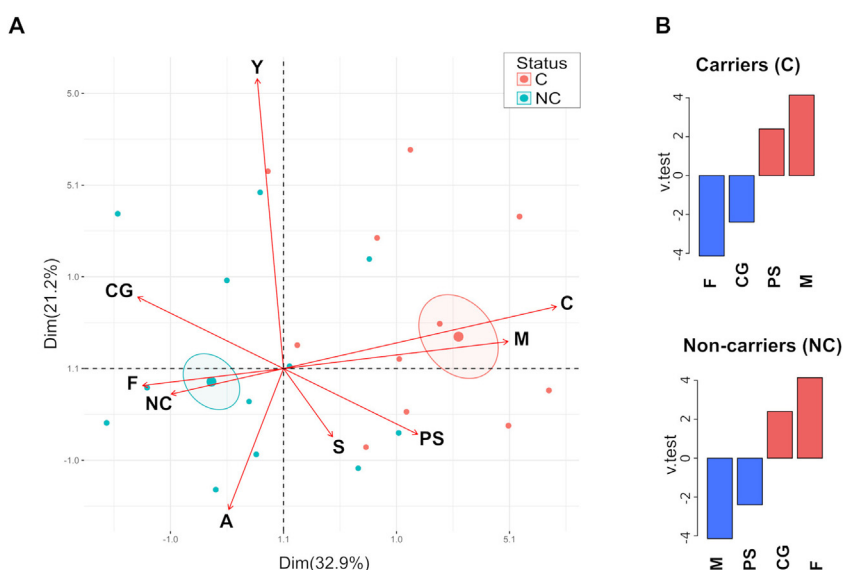 A
B
Y
Status
C
NC
5.0
5.1
1.0
1.1
-1.0
Dim(21.2%)
CG
C
M
F
NC
S
PS
A
-1.0
1.1
1.0
5.1
Dim(32.9%)
Carriers (C)
v.test
4
2
0
-2
-4
F
CG
PS
M
Non-carriers (NC)
v.test
4
2
0
-2
-4
M
PS
CG
F